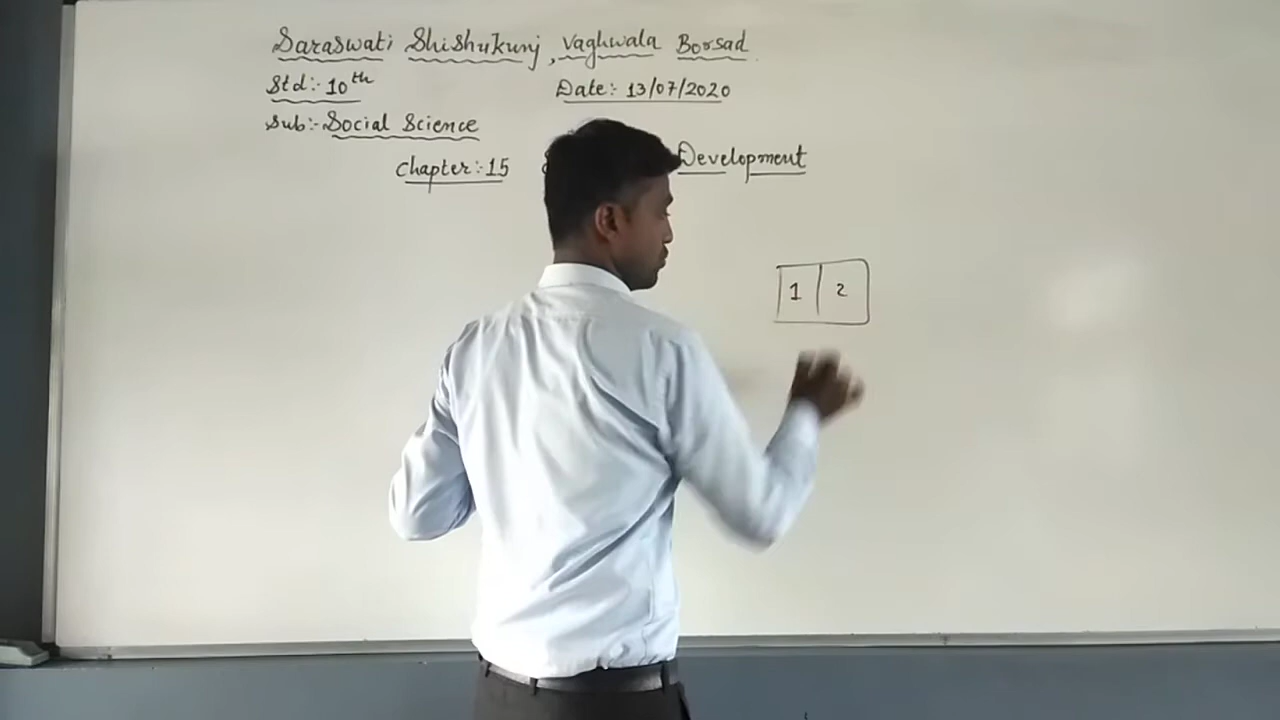 Saraswati Shishukunj, Vaghwala Borsad.
Std:- 10th
Date:- 13/07/2020
Sub:- Social Science
Chapter:-15 Development
1 2